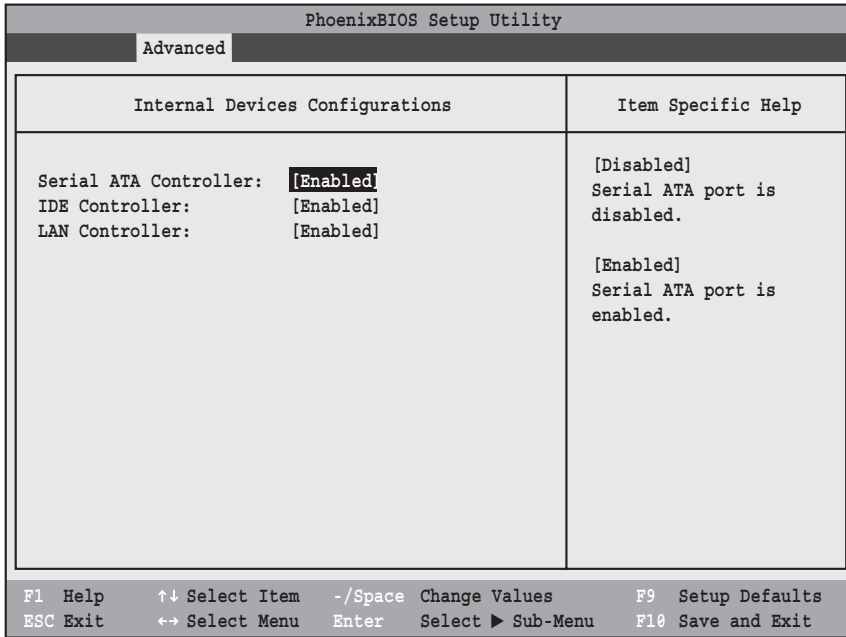 PhoenixBIOS Setup Utility
Advanced
Internal Devices Configurations
Serial ATA Controller: [Enabled]
IDE Controller: [Enabled]
LAN Controller: [Enabled]
Item Specific Help
[Disabled]
Serial ATA port is
disabled.
[Enabled]
Serial ATA port is
enabled.
F1 Help ↑↓ Select Item -/Space Change Values F9 Setup Defaults
ESC Exit ←→ Select Menu Enter Select ▶ Sub-Menu F10 Save and Exit